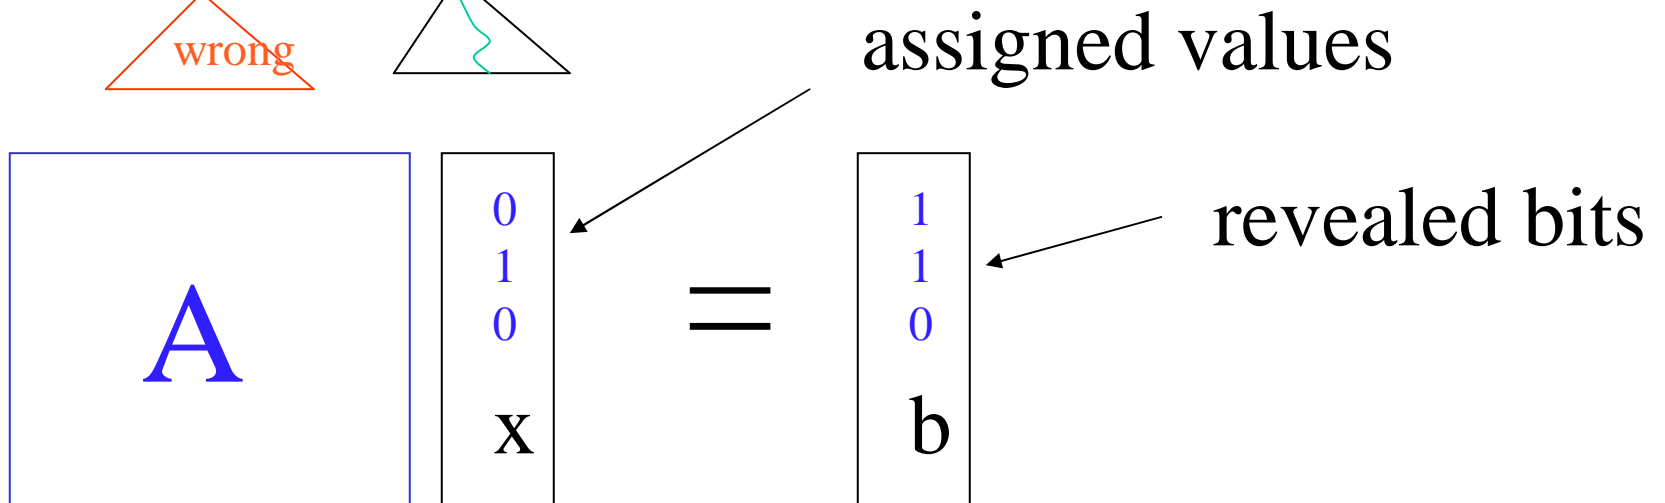 wrong
assigned values
A
0
1
0
x
=
1
1
0
b
revealed bits